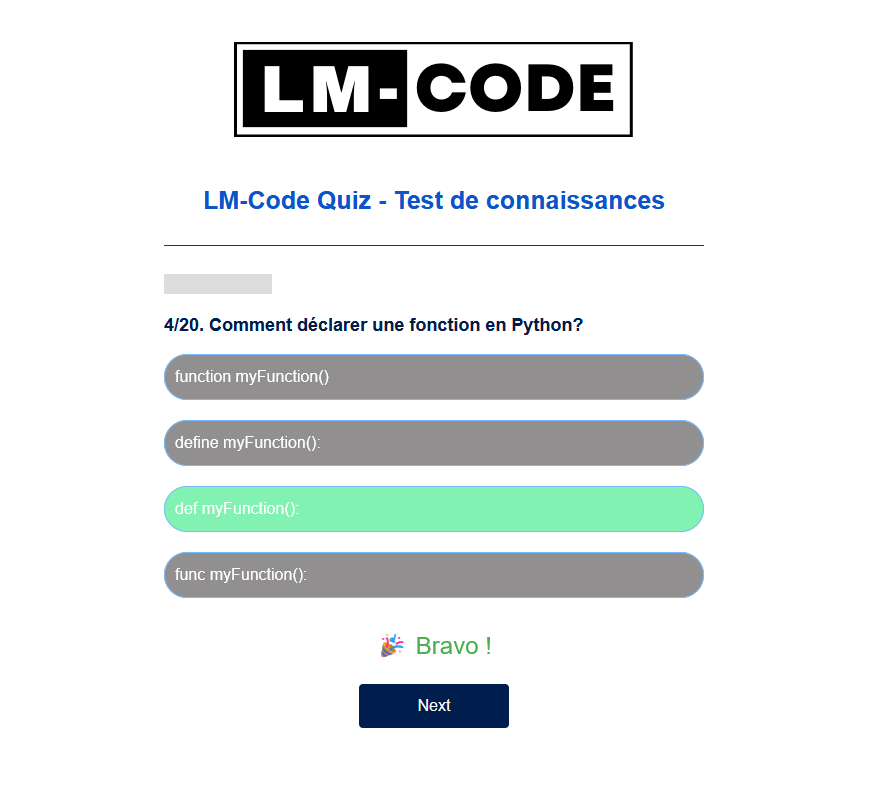 LM-CODE
LM-Code Quiz - Test de connaissances
4/20. Comment déclarer une fonction en Python?
function myFunction()
define myFunction():
def myFunction():
func myFunction():
🎉 Bravo !
Next